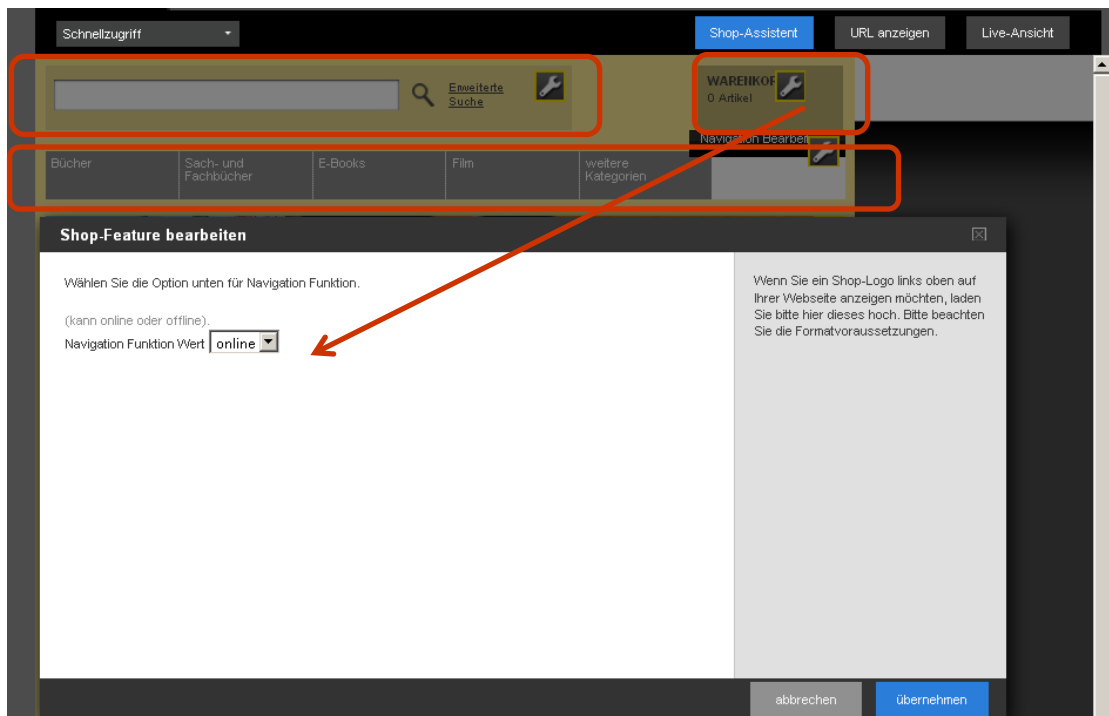 Schnellzugriff
Shop-Assistent
URL anzeigen
Live-Ansicht
Erweiterte
Suche
0 Artikel
Navigation
Bücher
Sach- und
Fachbücher
E-Books
Film
weitere
Kategorien
Shop-Feature bearbeiten
Wählen Sie die Option unten für Navigation Funktion.
(kann online oder offline).
Navigation Funktion Wert online
Wenn Sie ein Shop-Logo links oben auf
Ihrer Webseite anzeigen möchten, laden
Sie bitte hier dieses hoch. Bitte beachten
Sie die Formatvoraussetzungen.
abbrechen
übernehmen